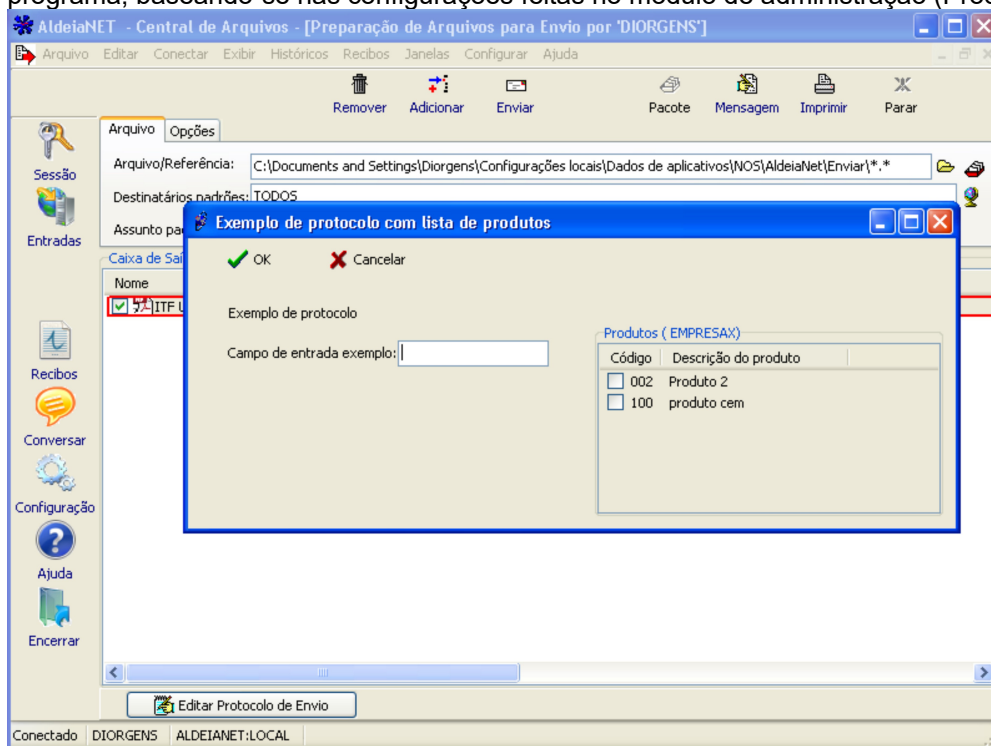 programa, baseando-se nas configurações feitas no módulo de administração
AldeiaNET - Central de Arquivos - [Preparação de Arquivos para Envio por 'DIORGENS']
Arquivo Editar Conectar Exibir Históricos Recibos Janelas Configurar Ajuda
Remover Adicionar Enviar Pacote Mensagem Imprimir Parar
Sessão
Entradas
Recibos
Conversar
Configuração
Ajuda
Encerrar
Arquivo Opções
Arquivo/Referência: C:\Documents and Settings\Diorgens\Configurações locais\Dados de aplicativos\NOS\AldeiaNet\Enviar\*.*
Destinatários padrões: TODOS
Assunto
Caixa de
Nome
ITF
Exemplo de protocolo com lista de produtos
OK Cancelar
Exemplo de protocolo
Campo de entrada exemplo:
Produtos ( EMPRESAX)
Código Descrição do produto
002 Produto 2
100 produto cem
Editar Protocolo de Envio
Conectado DIORGENS ALDEIANET:LOCAL